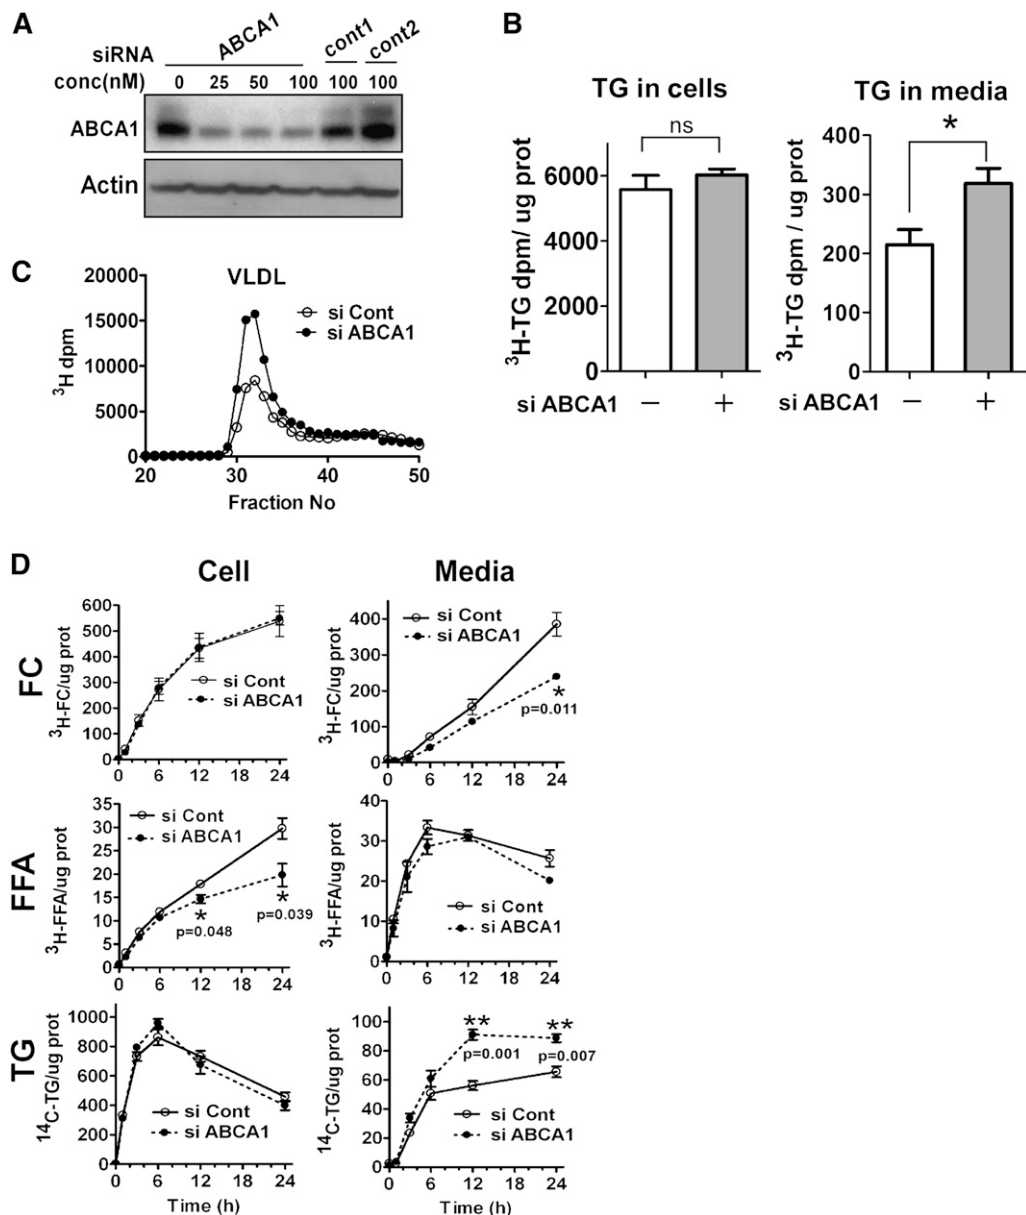 A
siRNA ABCA1 cont1 cont2
conc(nM) 0 25 50 100 100 100
ABCA1
Actin
B
TG in cells
ns
³H-TG dpm/ ug prot
6000
4000
2000
0
si ABCA1 − +
TG in media
*
³H-TG dpm / ug prot
400
300
200
100
0
si ABCA1 − +
C
VLDL
si Cont
si ABCA1
³H dpm
20000
15000
10000
5000
0
20 30 40 50
Fraction No
D
Cell
Media
FC
³H-FC/ug prot
600
500
400
300
200
100
0
si Cont
si ABCA1
0 6 12 18 24
³H-FC/ug prot
400
300
200
100
0
si Cont
si ABCA1
*
p=0.011
0 6 12 18 24
FFA
³H-FFA/ug prot
35
30
25
20
15
10
5
0
si Cont
si ABCA1
* *
p=0.048 p=0.039
0 6 12 18 24
³H-FFA/ug prot
40
30
20
10
0
si Cont
si ABCA1
0 6 12 18 24
TG
¹⁴C-TG/ug prot
1000
800
600
400
200
0
si Cont
si ABCA1
0 6 12 18 24
Time (h)
¹⁴C-TG/ug prot
100
80
60
40
20
0
** **
p=0.001 p=0.007
si Cont
si ABCA1
0 6 12 18 24
Time (h)